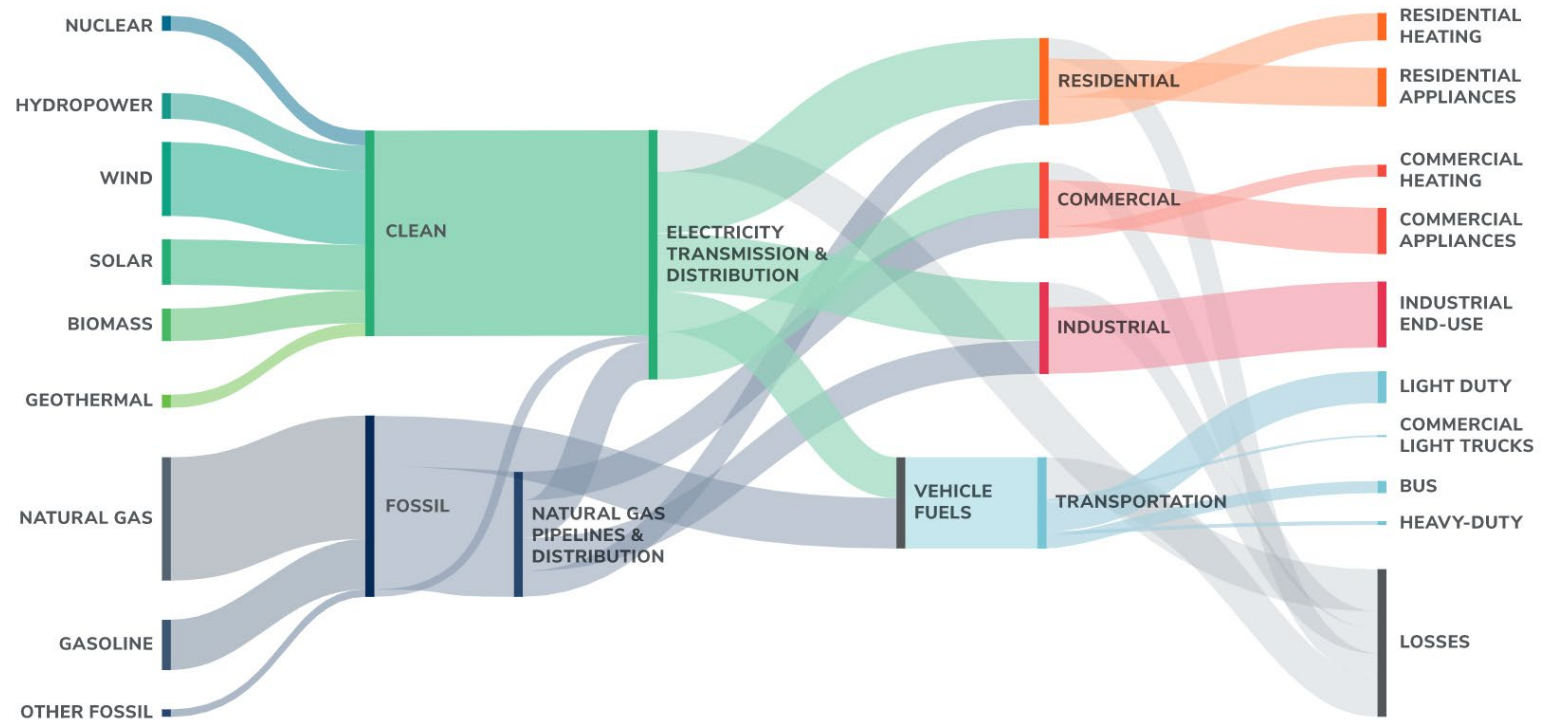 NUCLEAR
HYDROPOWER
WIND
SOLAR
BIOMASS
GEOTHERMAL
NATURAL GAS
GASOLINE
OTHER FOSSIL
CLEAN
FOSSIL
ELECTRICITY
TRANSMISSION &
DISTRIBUTION
NATURAL GAS
PIPELINES &
DISTRIBUTION
VEHICLE
FUELS
RESIDENTIAL
COMMERCIAL
INDUSTRIAL
TRANSPORTATION
RESIDENTIAL
HEATING
RESIDENTIAL
APPLIANCES
COMMERCIAL
HEATING
COMMERCIAL
APPLIANCES
INDUSTRIAL
END-USE
LIGHT DUTY
COMMERCIAL
LIGHT TRUCKS
BUS
HEAVY-DUTY
LOSSES